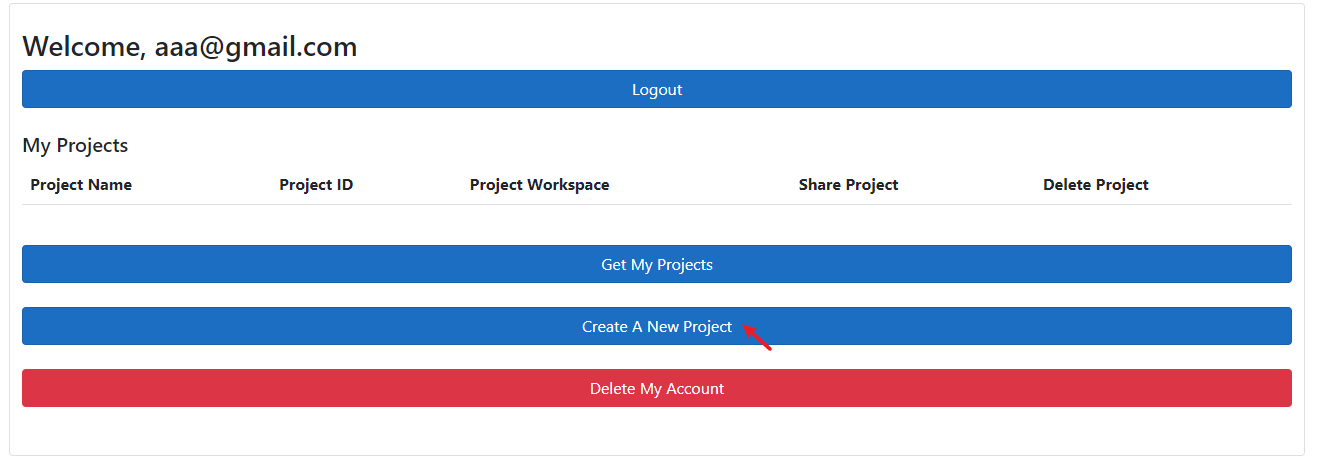 Welcome, aaa@gmail.com
Logout
My Projects
Project Name Project ID Project Workspace Share Project Delete Project
Get My Projects
Create A New Project
Delete My Account